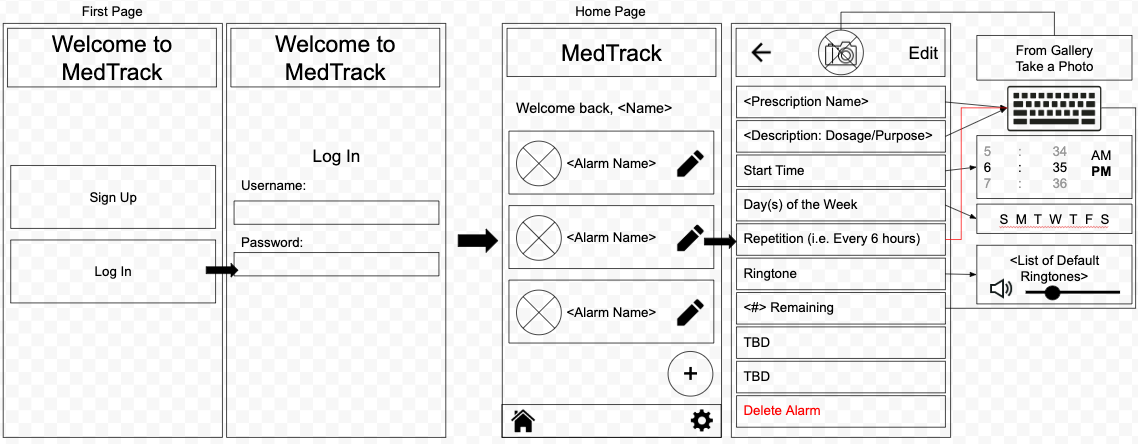 First Page
Welcome to
MedTrack
Sign Up
Log In
Welcome to
MedTrack
Log In
Username:
Password:
Home Page
MedTrack
Welcome back, <Name>
<Alarm Name>
<Alarm Name>
<Alarm Name>
+
Edit
<Prescription Name>
<Description: Dosage/Purpose>
Start Time
Day(s) of the Week
Repetition (i.e. Every 6 hours)
Ringtone
<#> Remaining
TBD
TBD
Delete Alarm
From Gallery
Take a Photo
5 : 34
6 : 35 AM
7 : 36 PM
S M T W T F S
<List of Default
Ringtones>